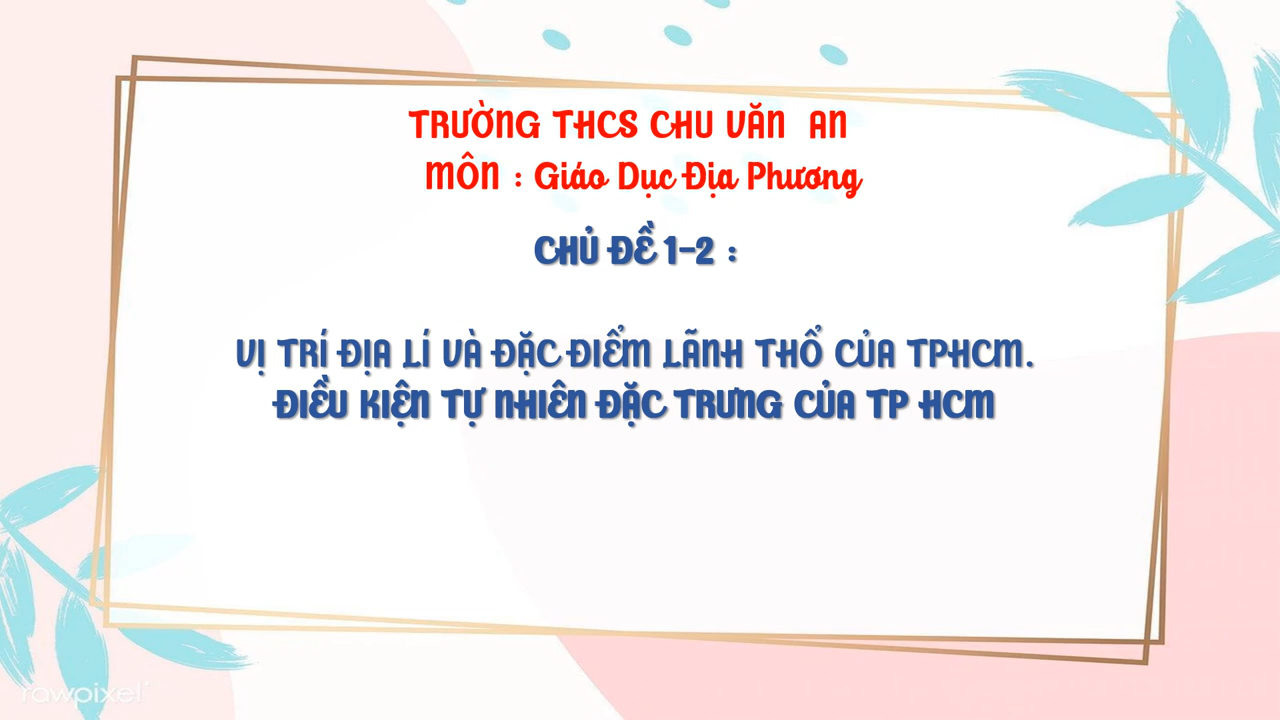 TRƯỜNG THCS CHU VĂN AN
MÔN : Giáo Dục Địa Phương
CHỦ ĐỀ 1-2 :
VỊ TRÍ ĐỊA LÍ VÀ ĐẶC ĐIỂM LÃNH THỔ CỦA TPHCM.
ĐIỀU KIỆN TỰ NHIÊN ĐẶC TRƯNG CỦA TP HCM
rawpixel